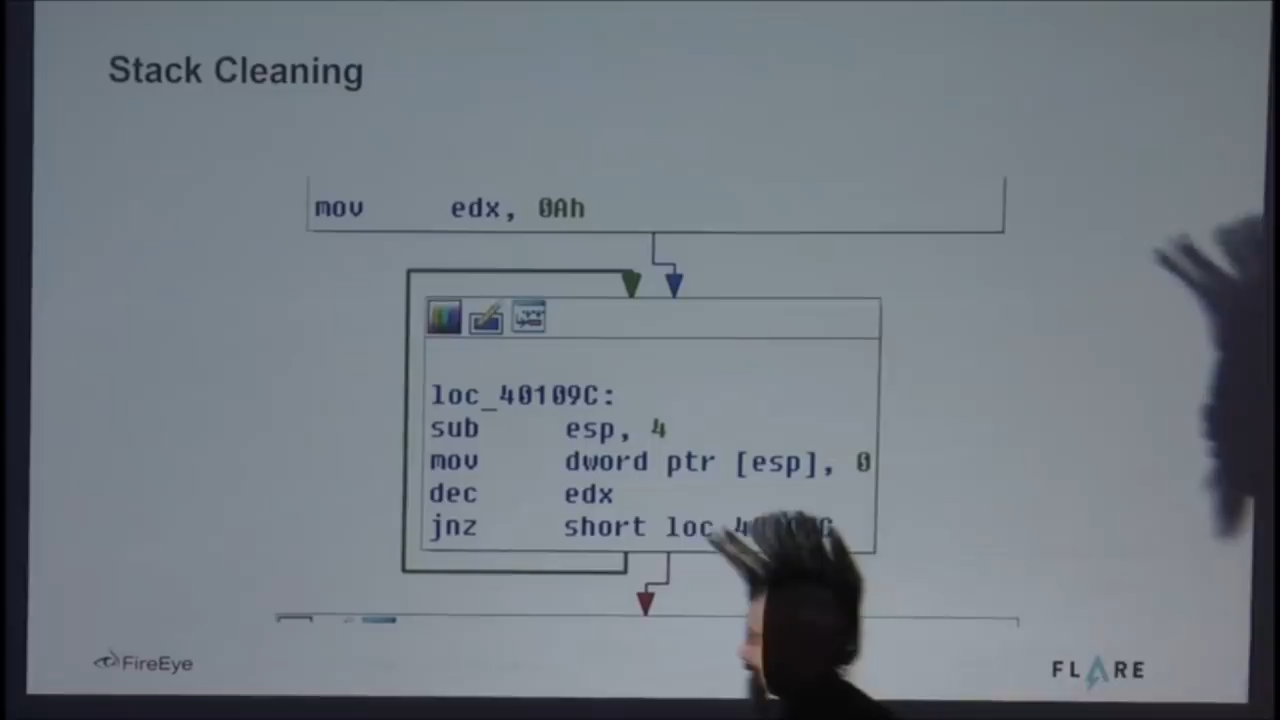 Stack Cleaning
mov edx, 0Ah
loc_40109C:
sub esp, 4
mov dword ptr [esp], 0
dec edx
jnz short loc
FireEye
FLARE